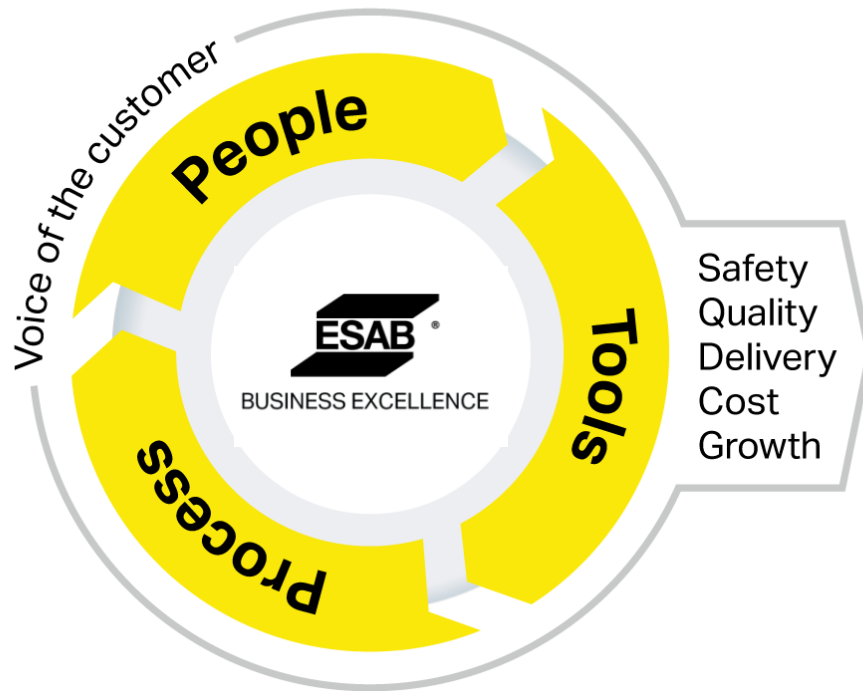 Voice of the customer
People
Tools
Process
ESAB®
BUSINESS EXCELLENCE
Safety
Quality
Delivery
Cost
Growth